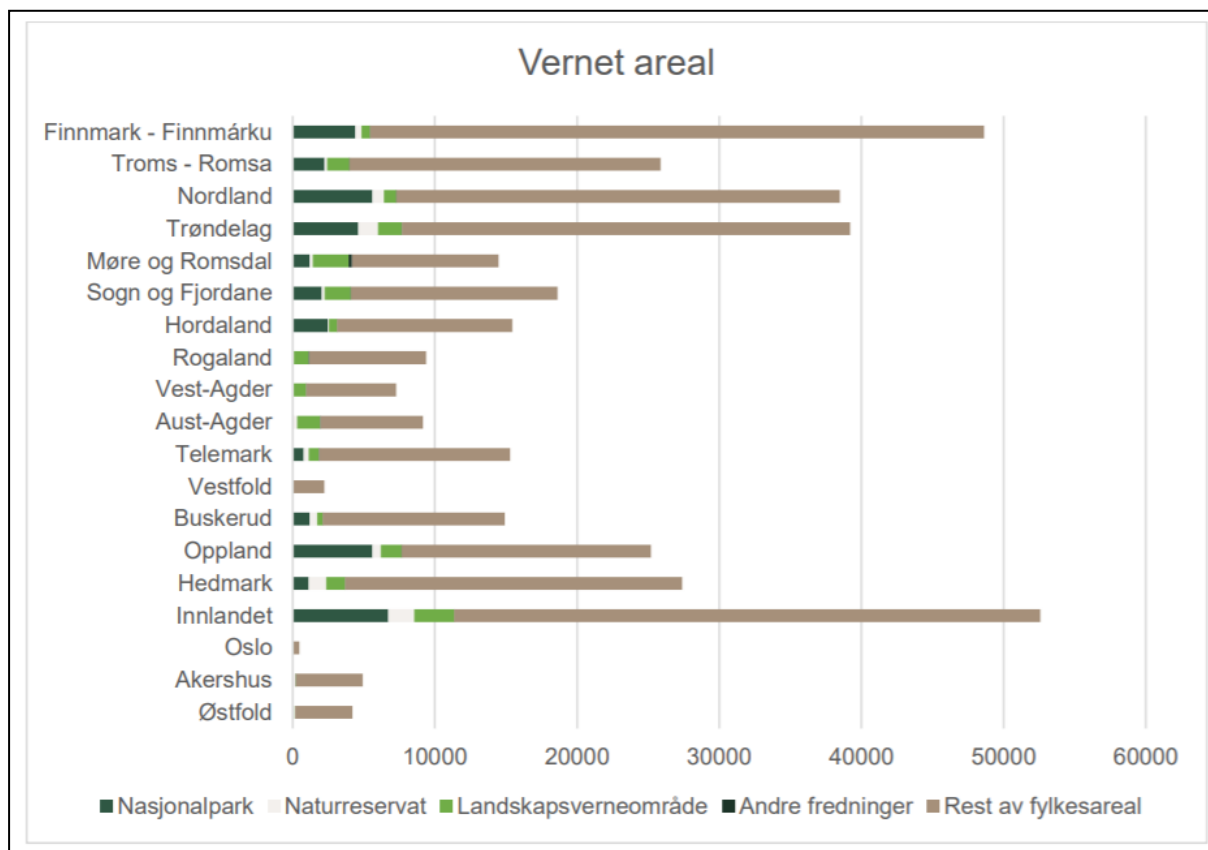 Vernet areal
Finnmark - Finnmárku
Troms - Romsa
Nordland
Trøndelag
Møre og Romsdal
Sogn og Fjordane
Hordaland
Rogaland
Vest-Agder
Aust-Agder
Telemark
Vestfold
Buskerud
Oppland
Hedmark
Innlandet
Oslo
Akershus
Østfold
0 10000 20000 30000 40000 50000 60000
Nasjonalpark Naturreservat Landskapsverneområde Andre fredninger Rest av fylkesareal